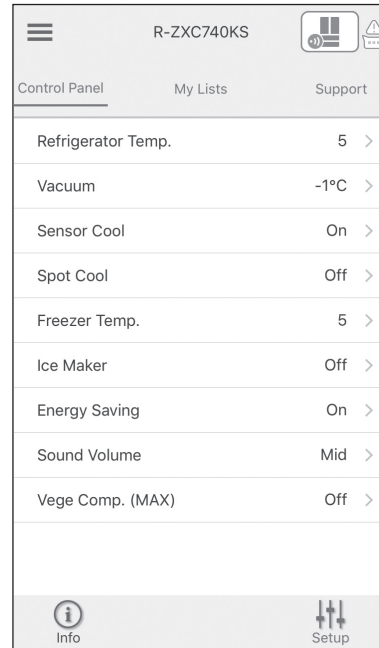 R-ZXC740KS
Control Panel My Lists Support
Refrigerator Temp. 5 >
Vacuum -1°C >
Sensor Cool On >
Spot Cool Off >
Freezer Temp. 5 >
Ice Maker Off >
Energy Saving On >
Sound Volume Mid >
Vege Comp. (MAX) Off >
Info Setup